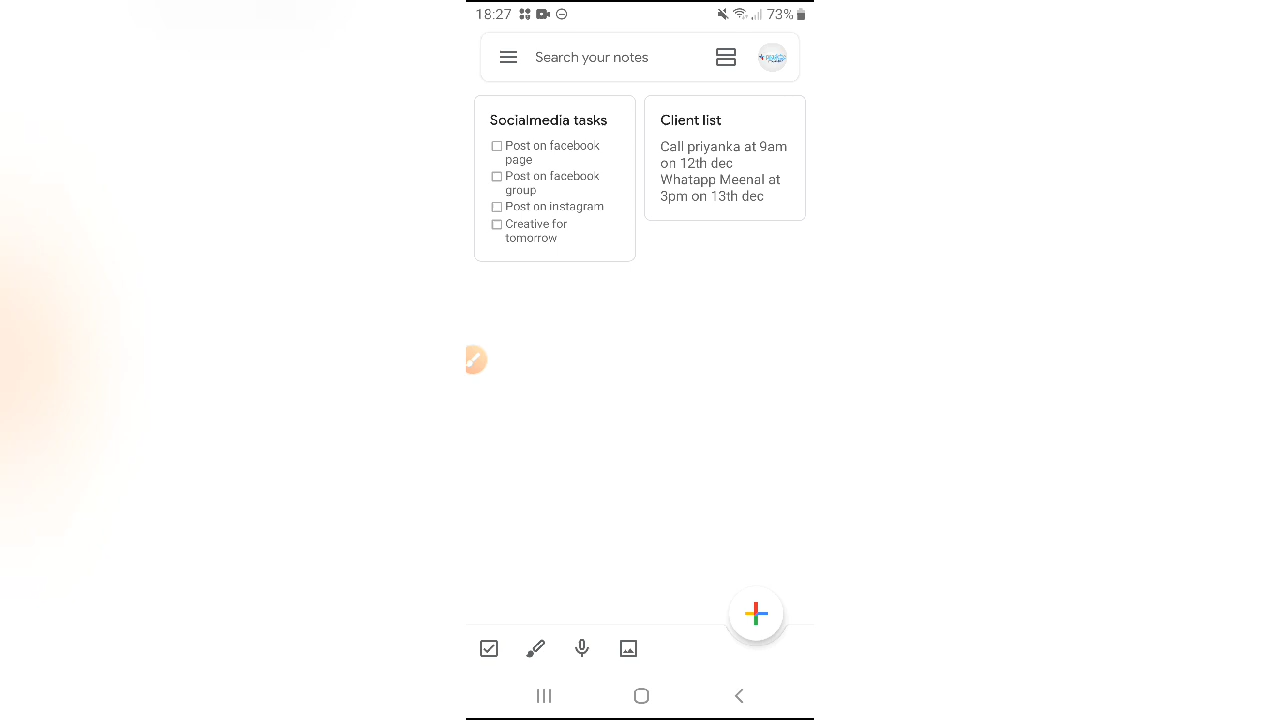 18:27
73%
Search your notes
Socialmedia tasks
Post on facebook
page
Post on facebook
group
Post on instagram
Creative for
tomorrow
Client list
Call priyanka at 9am
on 12th dec
Whatapp Meenal at
3pm on 13th dec